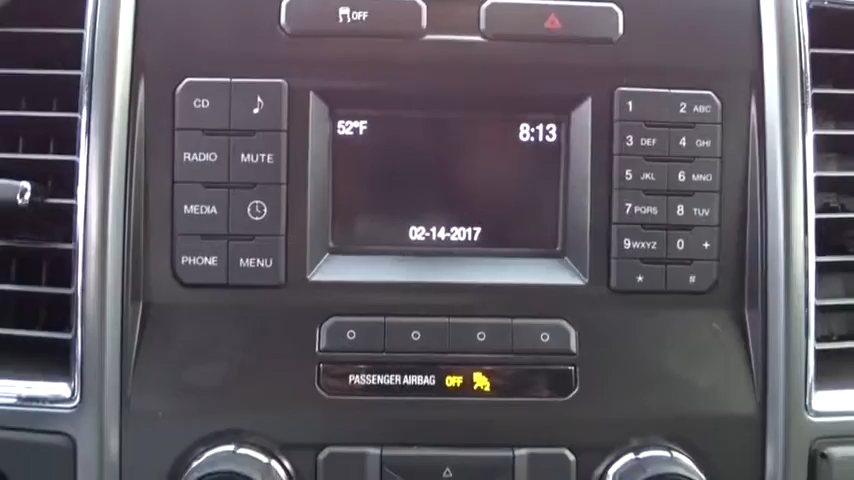 OFF
CD
RADIO MUTE
MEDIA
PHONE MENU
52°F 8:13
02-14-2017
1 2 ABC
3 DEF 4 GHI
5 JKL 6 MNO
7 PQRS 8 TUV
9 WXYZ 0 +
* #
PASSENGER AIRBAG OFF 2